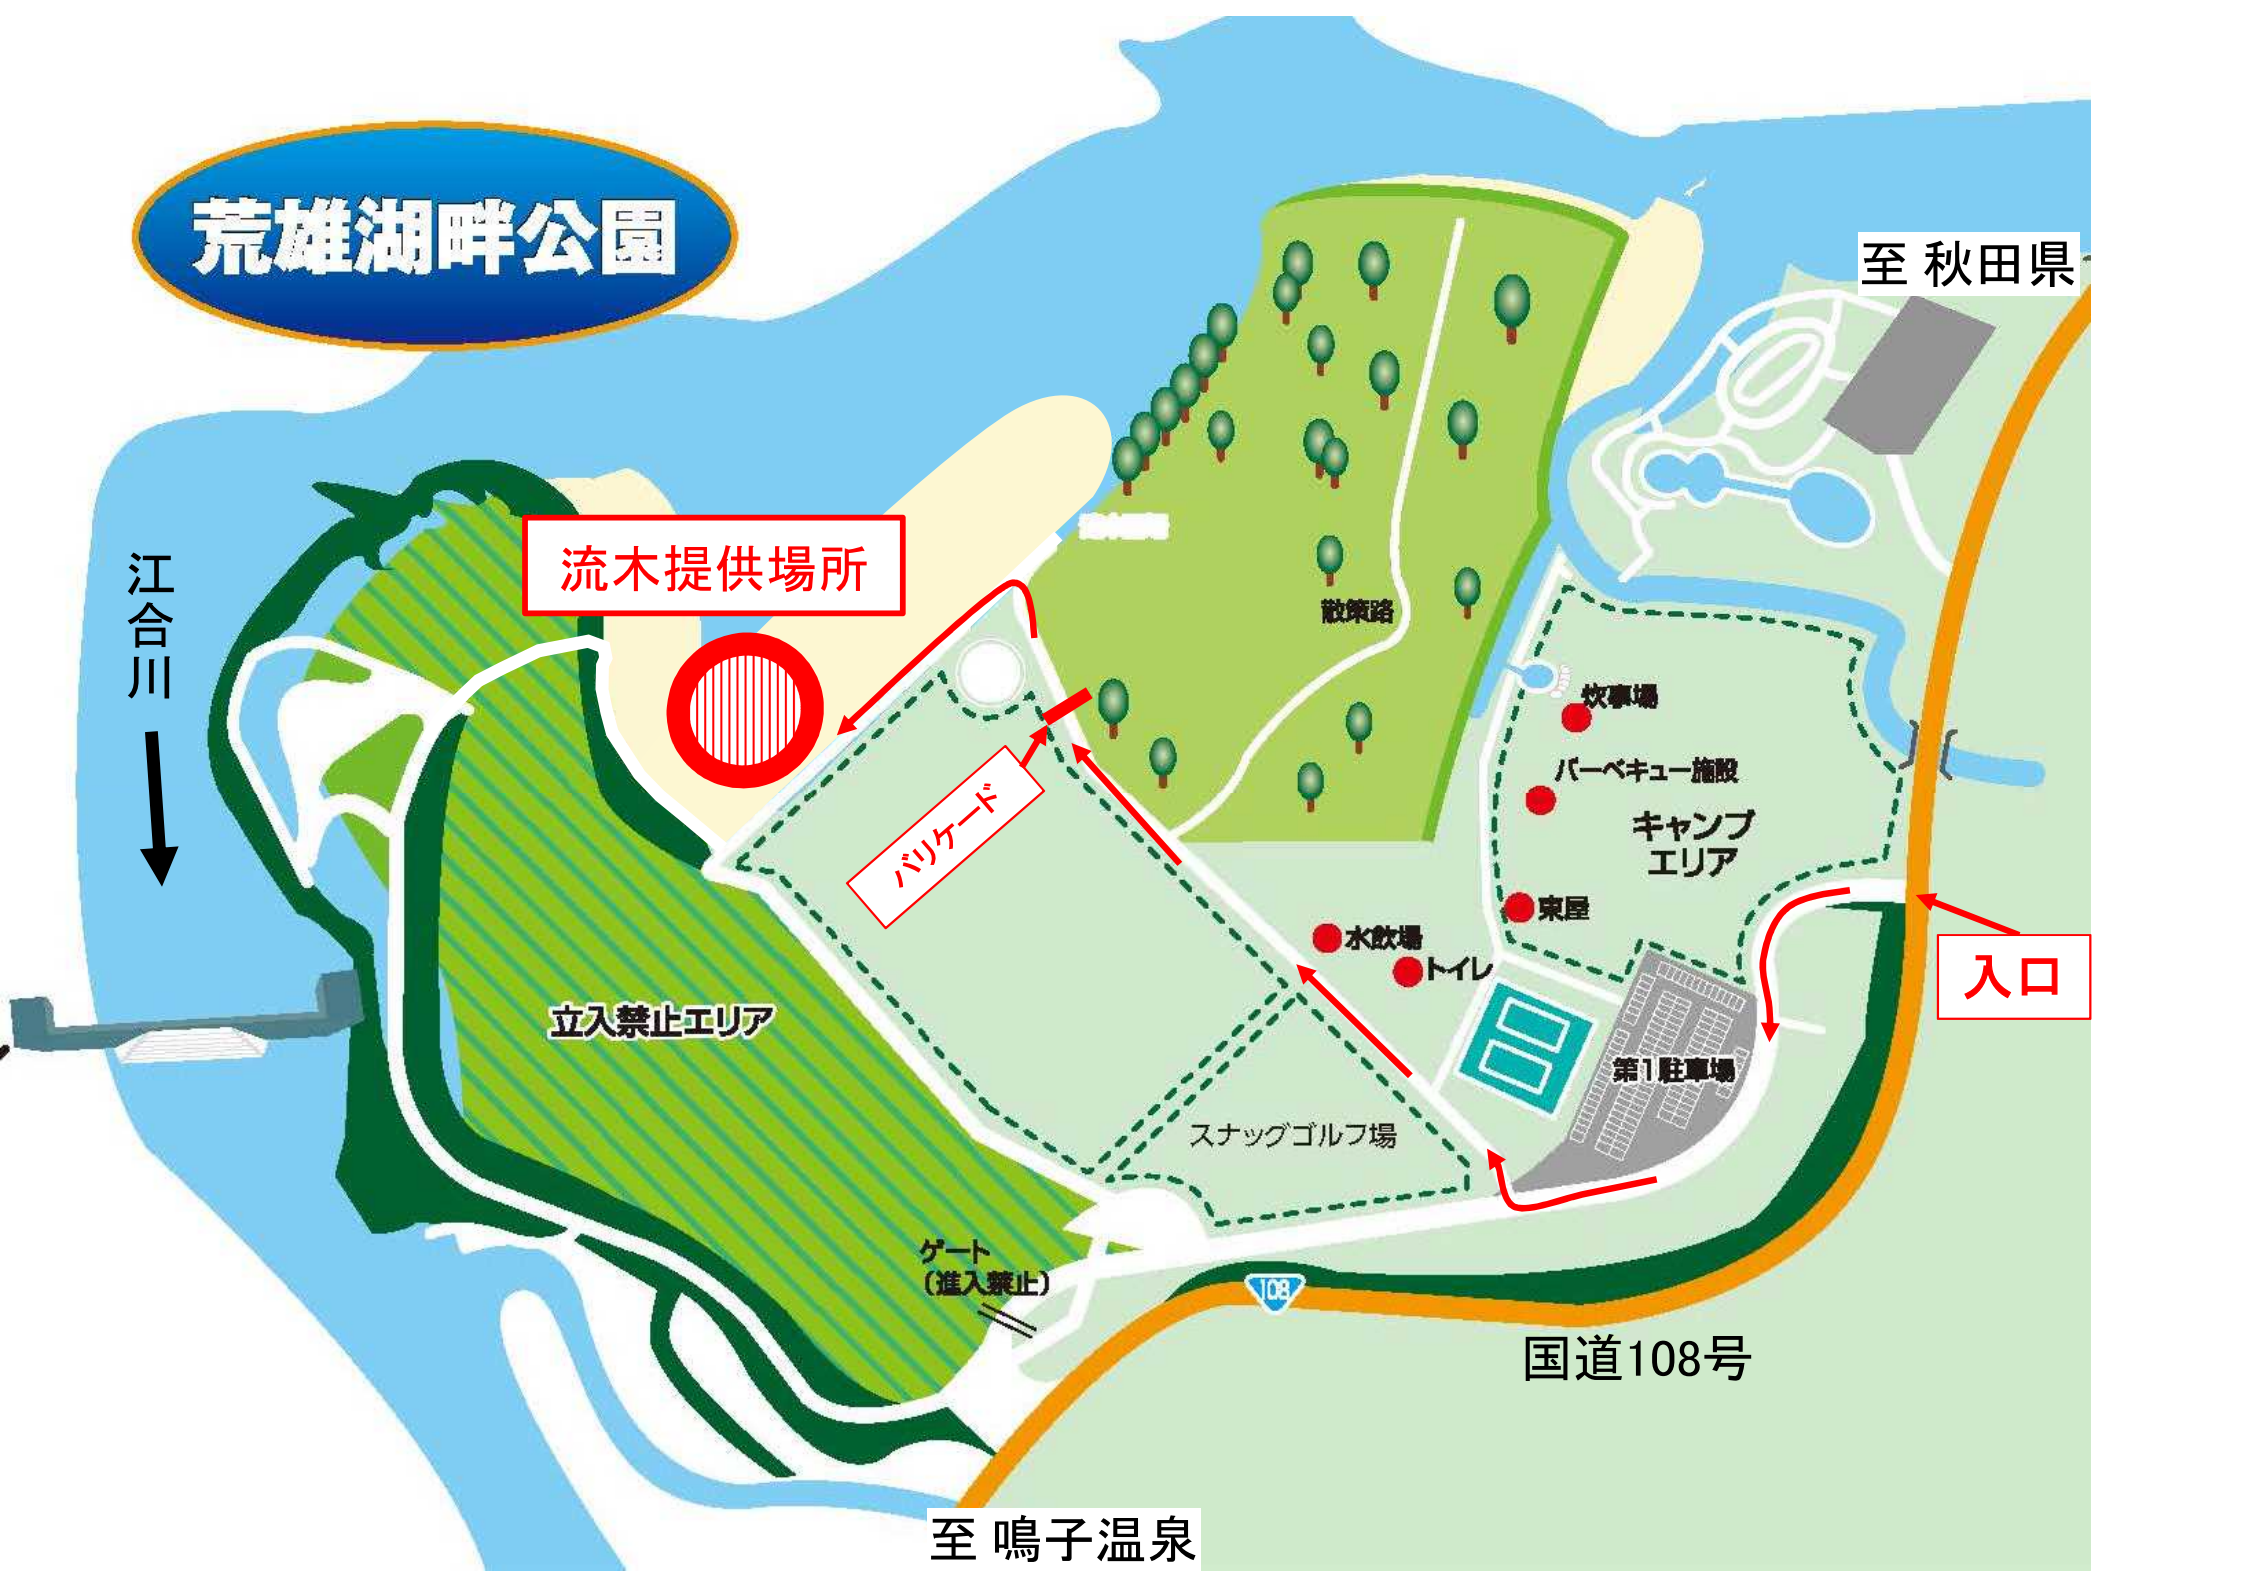 荒雄湖畔公園
至 秋田県
流木提供場所
江合川
散策路
炊事場
バーベキュー施設
キャンプ
エリア
バリケード
東屋
水飲場
トイレ
入口
立入禁止エリア
第1駐車場
スナッグゴルフ場
ゲート
（進入禁止）
108
国道108号
至 鳴子温泉